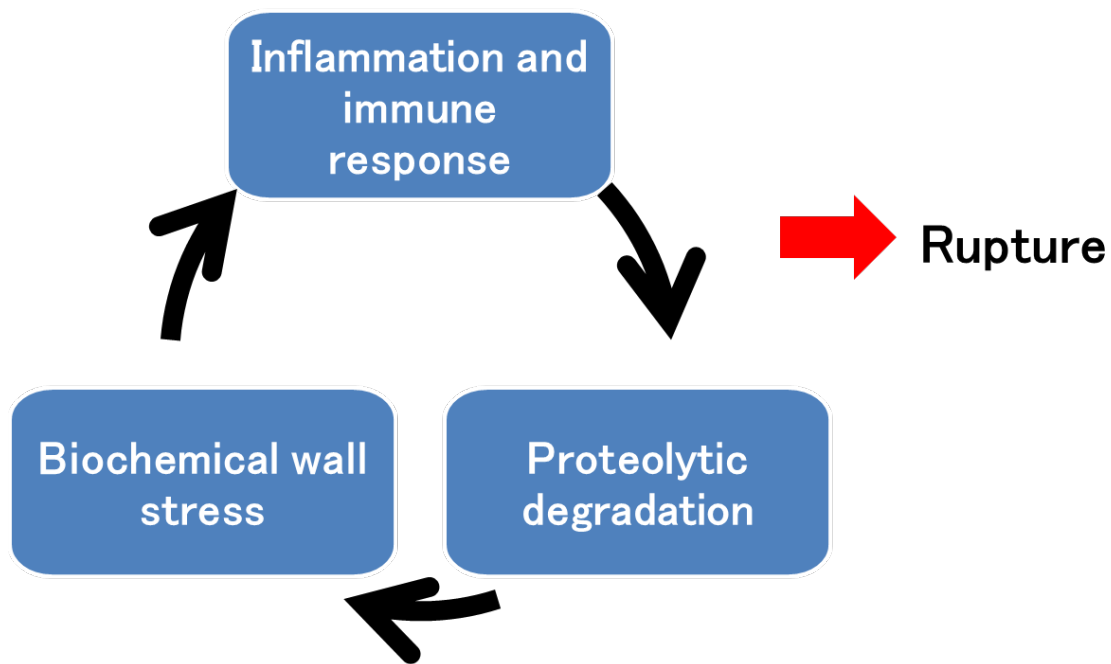 Inflammation and
immune
response
Rupture
Biochemical wall
stress
Proteolytic
degradation